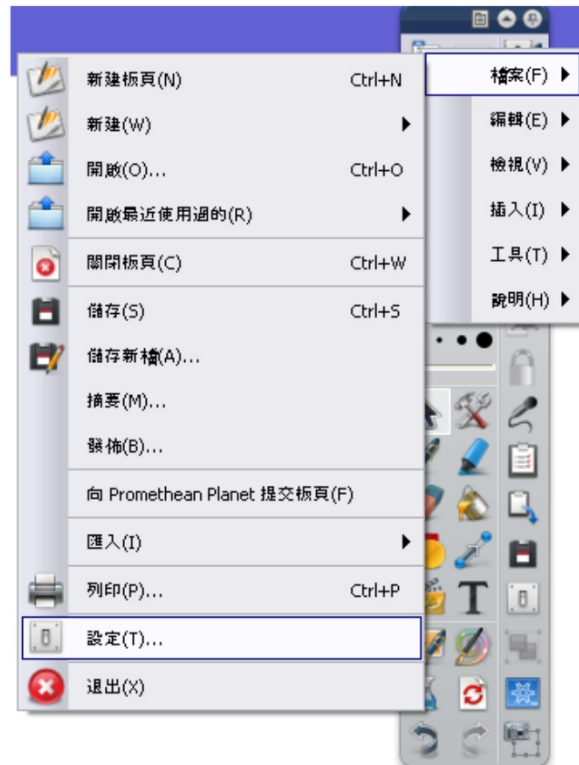 新建板頁(N) Ctrl+N
新建(W)
開啟(O)... Ctrl+O
開啟最近使用過的(R)
關閉板頁(C) Ctrl+W
儲存(S) Ctrl+S
儲存新檔(A)...
摘要(M)...
發佈(B)...
向 Promethean Planet 提交板頁(F)
匯入(I)
列印(P)... Ctrl+P
設定(T)...
退出(X)
檔案(F)
編輯(E)
檢視(V)
插入(I)
工具(T)
說明(H)
T